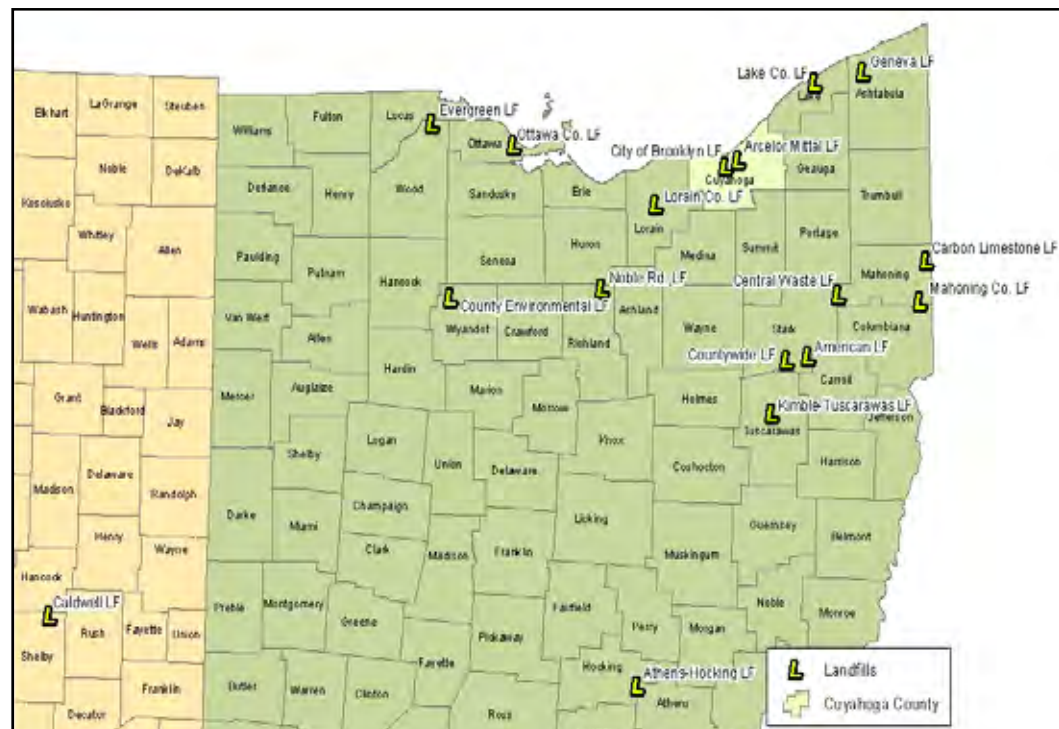 Geneva LF
Lake Co. LF
Elkhart
LaGrange
Steuben
Lake
Ashtabula
Williams
Fulton
Lucas
Evergreen LF
Ottawa Co. LF
Ottawa
City of Brooklyn LF
Arcelor Mittal LF
Noble
DeKalb
Cuyahoga
Geauga
Defiance
Henry
Wood
Sandusky
Erie
Lorain Co. LF
Trumbull
Kosciusko
Whitley
Lorain
Allen
Paulding
Putnam
Hancock
Seneca
Huron
Medina
Summit
Portage
Carbon Limestone LF
Mahoning
Noble Rd. LF
Central Waste LF
Mahoning Co. LF
Wabash
Huntington
County Environmental LF
Van Wert
Wyandot
Crawford
Richland
Ashland
Wayne
Stark
Columbiana
Wells
Adams
Allen
Hardin
Countywide LF
American LF
Carroll
Grant
Blackford
Jay
Mercer
Auglaize
Marion
Morrow
Holmes
Kimble-Tuscarawas LF
Tuscarawas
Jefferson
Logan
Knox
Shelby
Union
Delaware
Coshocton
Harrison
Delaware
Madison
Randolph
Champaign
Licking
Darke
Miami
Guernsey
Belmont
Henry
Wayne
Clark
Madison
Franklin
Muskingum
Hancock
Caldwell LF
Preble
Montgomery
Greene
Fairfield
Perry
Morgan
Noble
Monroe
Rush
Fayette
Union
Pickaway
Shelby
Fayette
Hocking
Athens-Hocking LF
Landfills
Franklin
Butler
Warren
Clinton
Athens
Cuyahoga County
Decatur
Ross